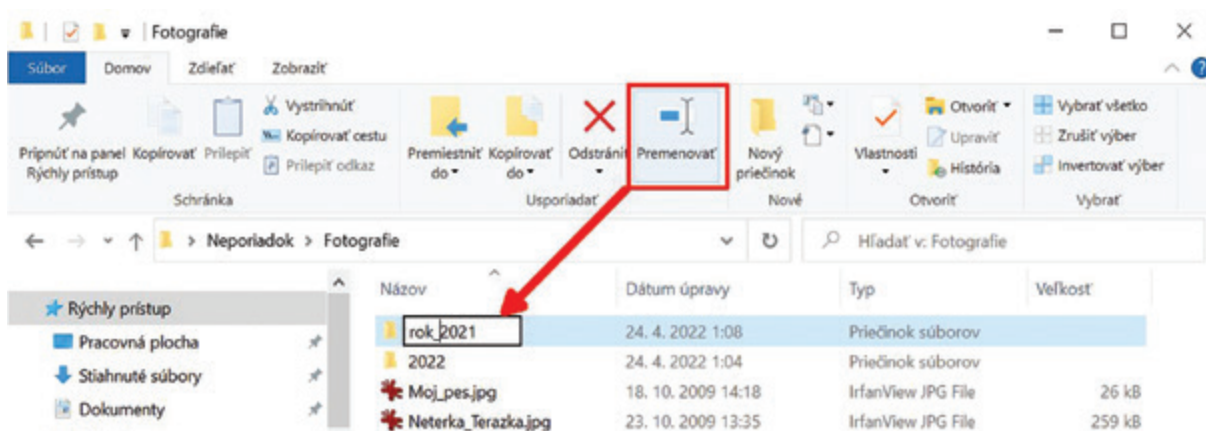 Fotografie
Súbor Domov Zdieľať Zobraziť
Pripnúť na panel Rýchly prístup
Kopírovať
Prilepiť
Vystrihnúť
Kopírovať cestu
Prilepiť odkaz
Schránka
Premiestniť do
Kopírovať do
Odstrániť
Premenovať
Usporiadať
Nový priečinok
Nové
Vlastnosti
Otvoriť
Upraviť
História
Otvoriť
Vybrať všetko
Zrušiť výber
Invertovať výber
Vybrať
Neporiadok > Fotografie
Hľadať v: Fotografie
Rýchly prístup
Pracovná plocha
Stiahnuté súbory
Dokumenty
Názov Dátum úpravy Typ Veľkosť
rok_2021 24. 4. 2022 1:08 Priečinok súborov
2022 24. 4. 2022 1:04 Priečinok súborov
Moj_pes.jpg 18. 10. 2009 14:18 IrfanView JPG File 26 kB
Neterka_Terazka.jpg 23. 10. 2009 13:35 IrfanView JPG File 259 kB